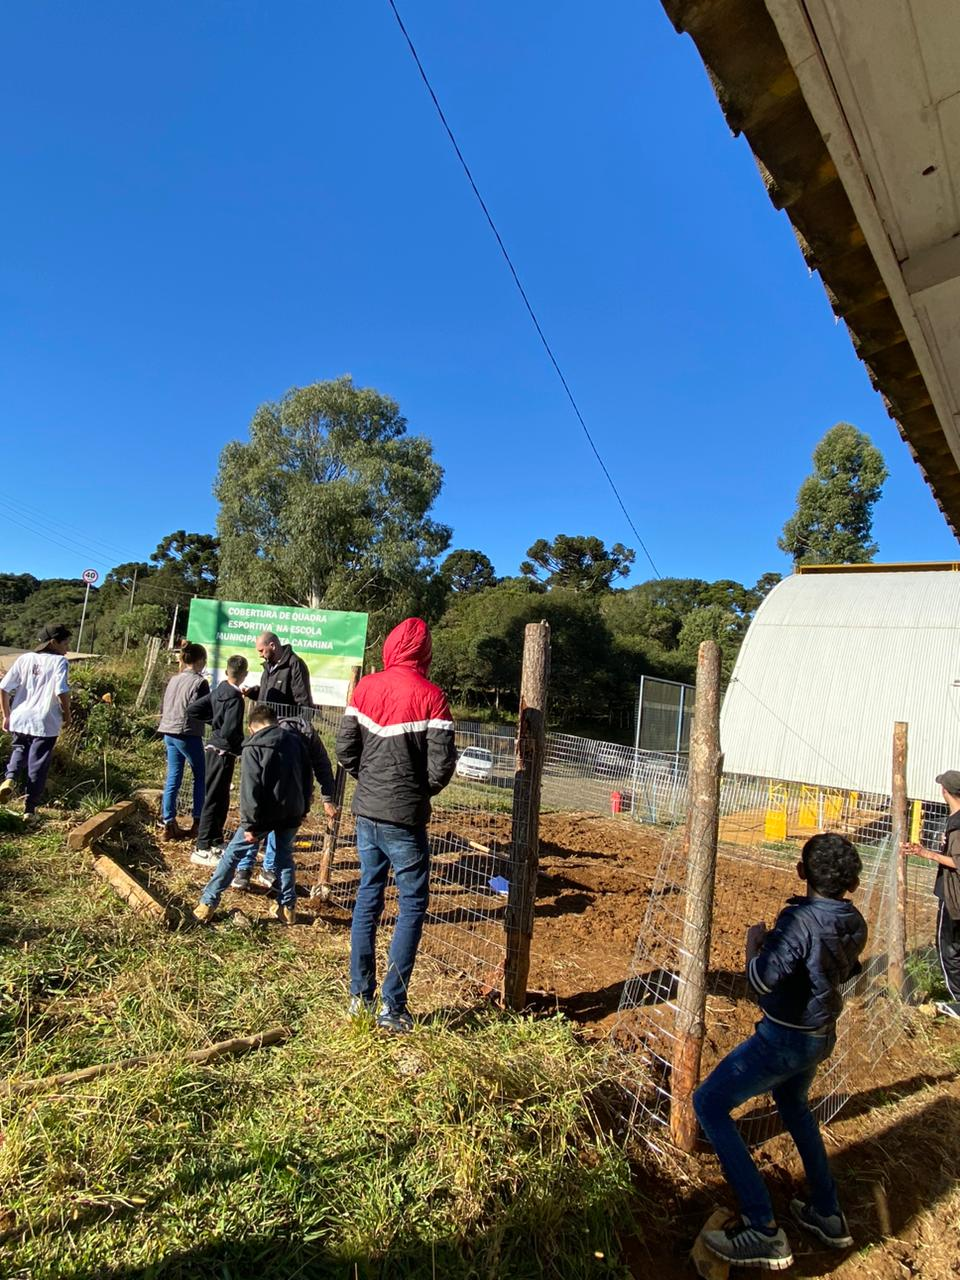 40
COBERTURA DE QUADRA
ESPORTIVA NA ESCOLA
MUNICIPAL CATARINA